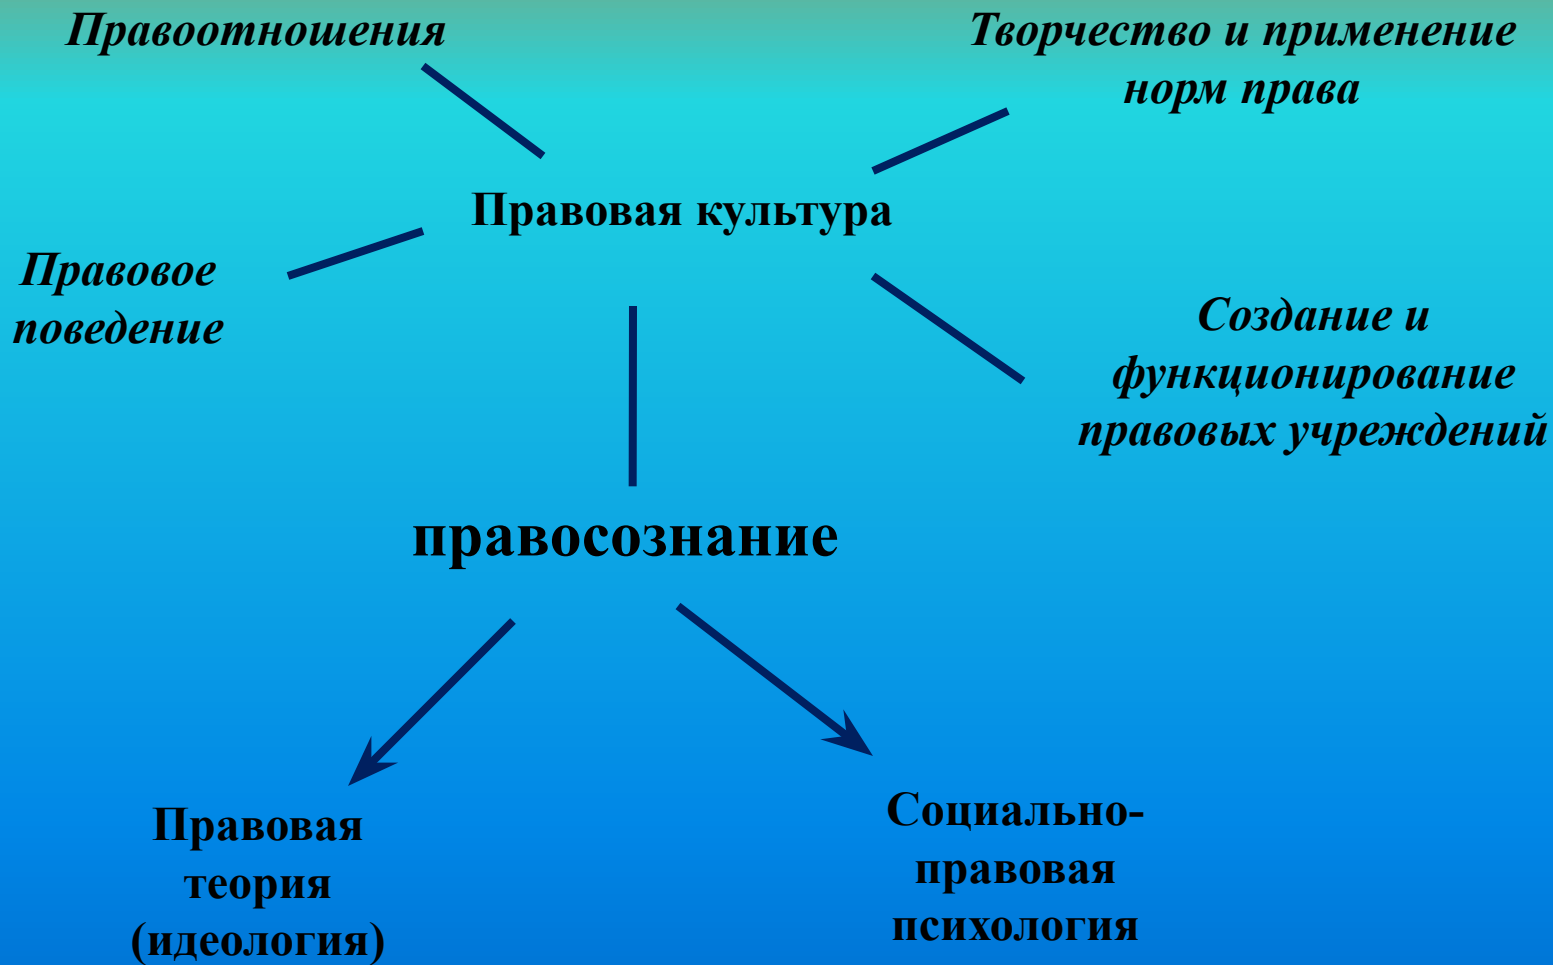 Правоотношения
Творчество и применение
норм права
Правовая культура
Правовое
поведение
Создание и
функционирование
правовых учреждений
правосознание
Правовая
теория
(идеология)
Социально-
правовая
психология